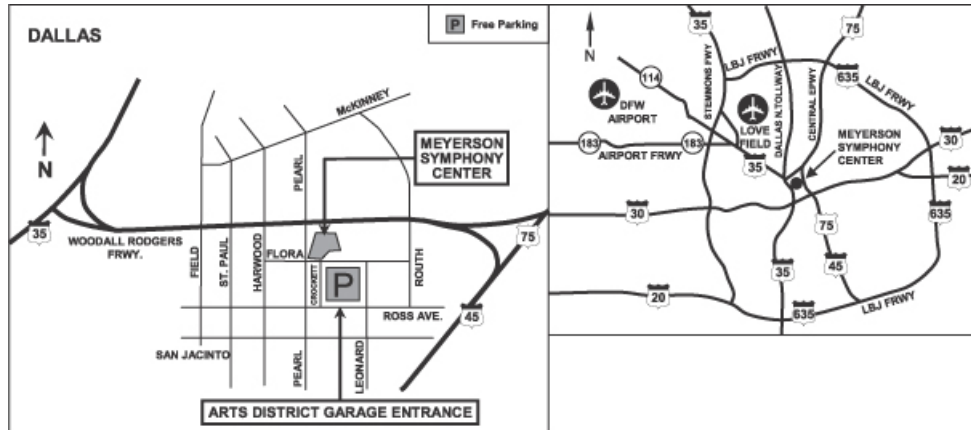 DALLAS
P Free Parking
N
McKINNEY
MEYERSON
SYMPHONY
CENTER
PEARL
35
WOODALL RODGERS
FRWY.
FIELD
ST. PAUL
HARWOOD
FLORA
CROCKETT
P
ROUTH
75
ROSS AVE.
45
SAN JACINTO
PEARL
LEONARD
ARTS DISTRICT GARAGE ENTRANCE
N
35
75
STEMMONS FWY
LBJ FRWY
635
LBJ FRWY
114
DFW
AIRPORT
LOVE
FIELD
DALLAS N.TOLLWAY
CENTRAL EPWY
MEYERSON
SYMPHONY
CENTER
183
183
AIRPORT FRWY
35
30
20
30
75
635
35
45
20
635
LBJ FRWY